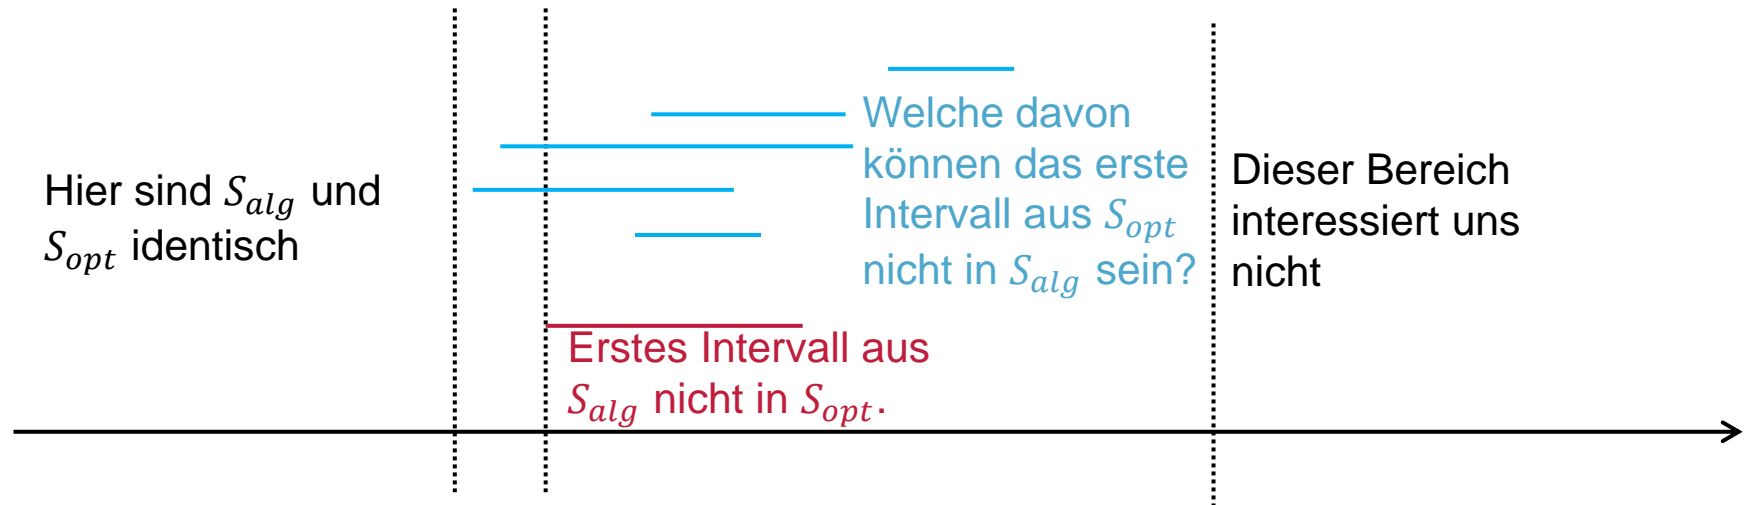 Hier sind S_alg und
S_opt identisch
Welche davon
können das erste
Intervall aus S_opt
nicht in S_alg sein?
Dieser Bereich
interessiert uns
nicht
Erstes Intervall aus
S_alg nicht in S_opt.